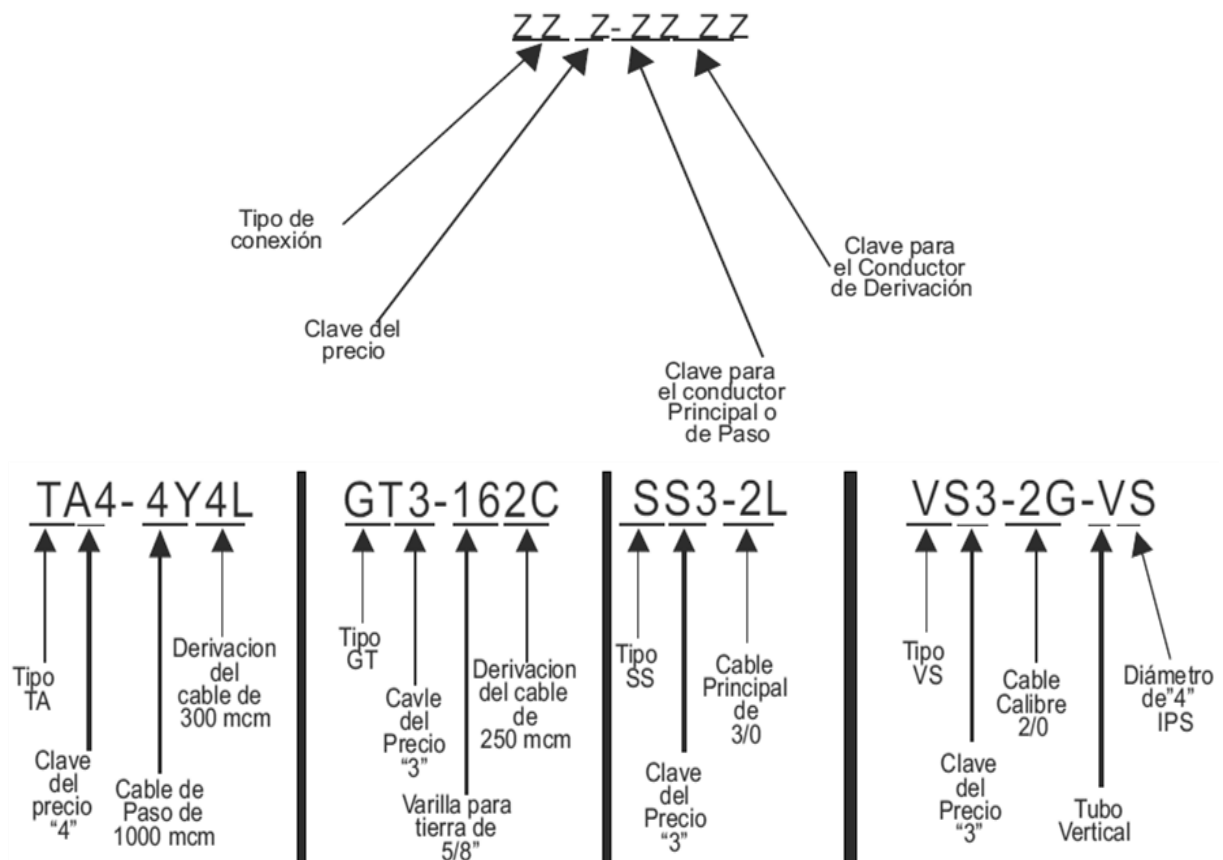 ZZ Z-ZZ ZZ
Tipo de
conexión
Clave del
precio
Clave para
el conductor
Principal o
de Paso
Clave para
el Conductor
de Derivación
TA4-4Y4L
Tipo
TA
Clave
del
precio
“4”
Cable de
Paso de
1000 mcm
Derivacion
del
cable de
300 mcm
GT3-162C
Tipo
GT
Cavle
del
Precio
“3”
Varilla para
tierra de
5/8”
Derivacion
del cable
de
250 mcm
SS3-2L
Tipo
SS
Clave
del
Precio
“3”
Cable
Principal
de
3/0
VS3-2G-VS
Tipo
VS
Clave
del
Precio
“3”
Cable
Calibre
2/0
Tubo
Vertical
Diámetro
de”4”
IPS